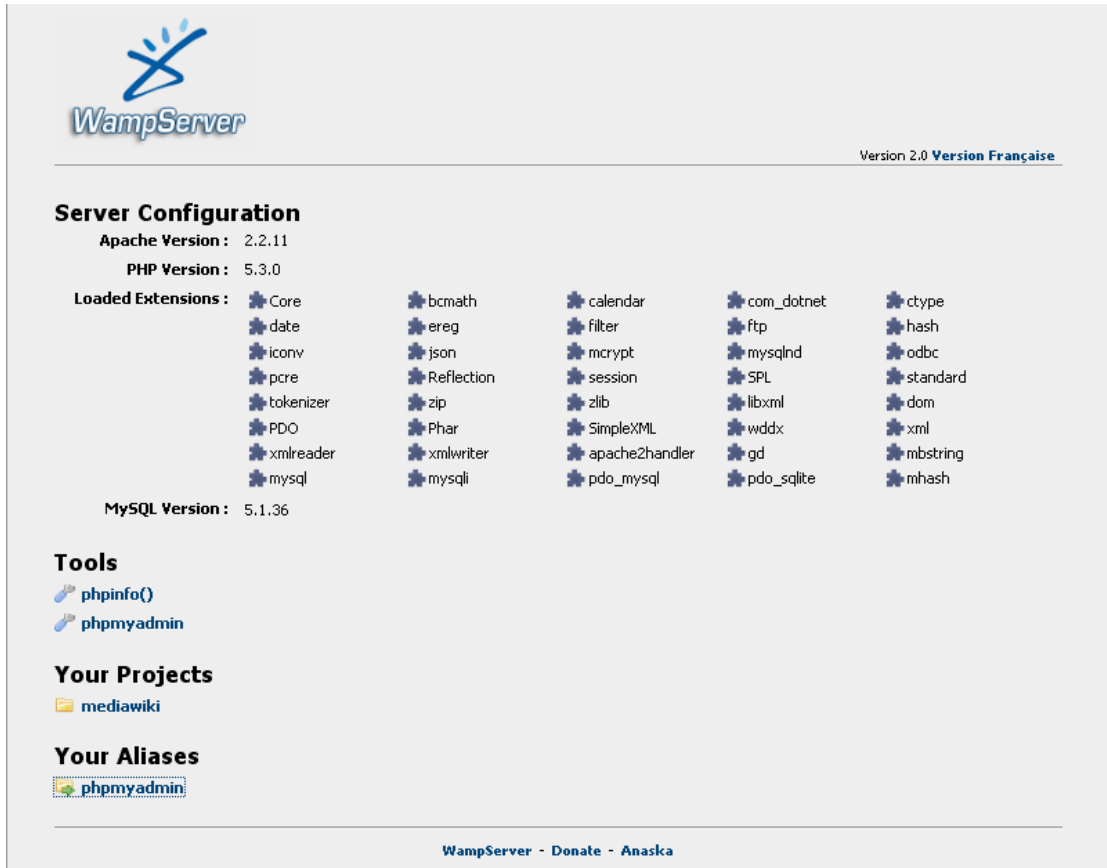 WampServer
Version 2.0 Version Française
Server Configuration
Apache Version : 2.2.11
PHP Version : 5.3.0
Loaded Extensions : Core bcmath calendar com_dotnet ctype
date ereg filter ftp hash
iconv json mcrypt mysqlnd odbc
pcre Reflection session SPL standard
tokenizer zip zlib libxml dom
PDO Phar SimpleXML wddx xml
xmlreader xmlwriter apache2handler gd mbstring
mysql mysqli pdo_mysql pdo_sqlite mhash
MySQL Version : 5.1.36
Tools
phpinfo()
phpmyadmin
Your Projects
mediawiki
Your Aliases
phpmyadmin
WampServer - Donate - Anaska